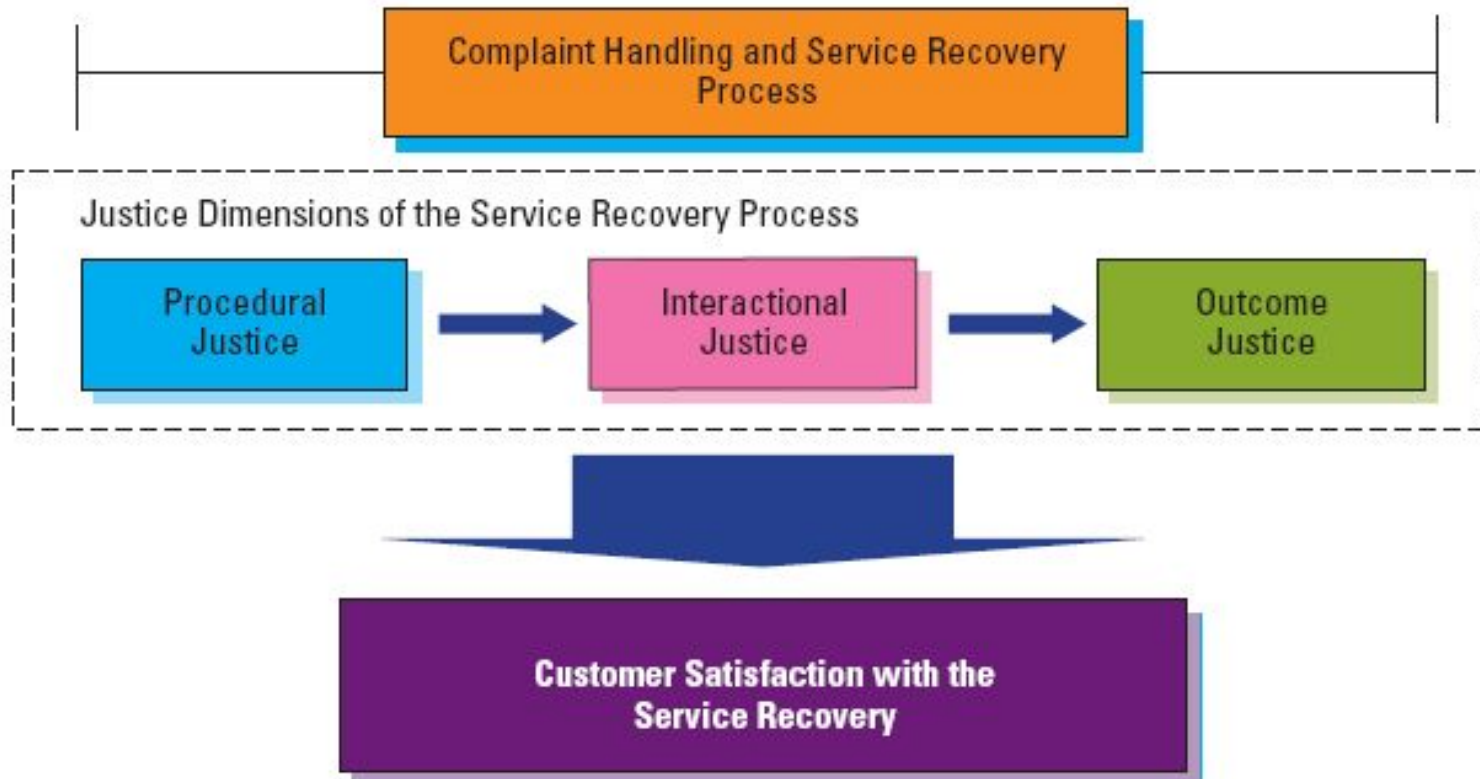 Complaint Handling and Service Recovery
Process
Justice Dimensions of the Service Recovery Process
Procedural
Justice
Interactional
Justice
Outcome
Justice
Customer Satisfaction with the
Service Recovery